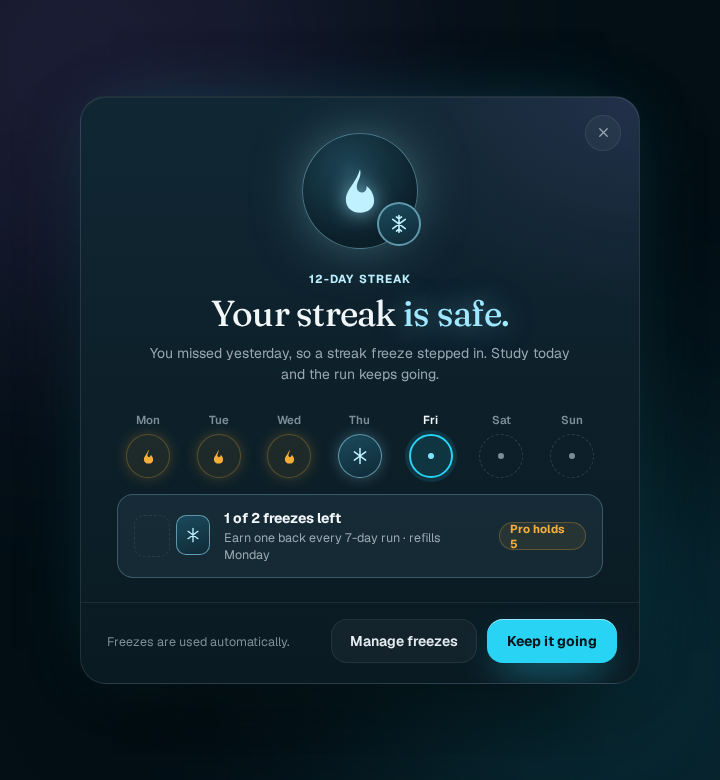 12-DAY STREAK
Your streak is safe.
You missed yesterday, so a streak freeze stepped in. Study today
and the run keeps going.
Mon Tue Wed Thu Fri Sat Sun
1 of 2 freezes left
Earn one back every 7-day run · refills
Monday
Pro holds
5
Freezes are used automatically.
Manage freezes
Keep it going